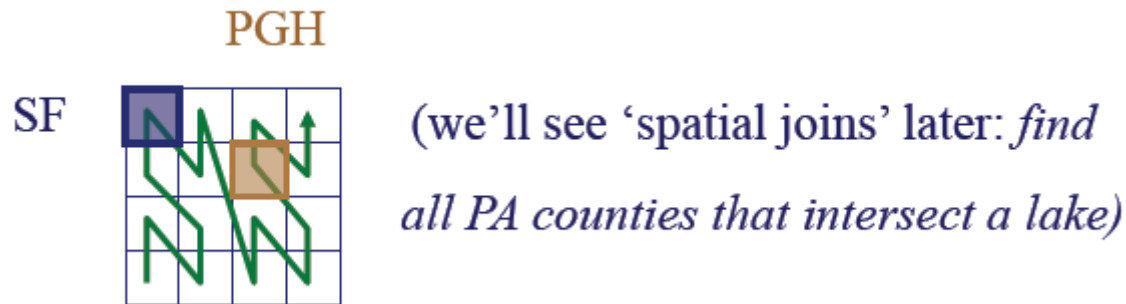 PGH
SF
(we’ll see ‘spatial joins’ later: find
all PA counties that intersect a lake)